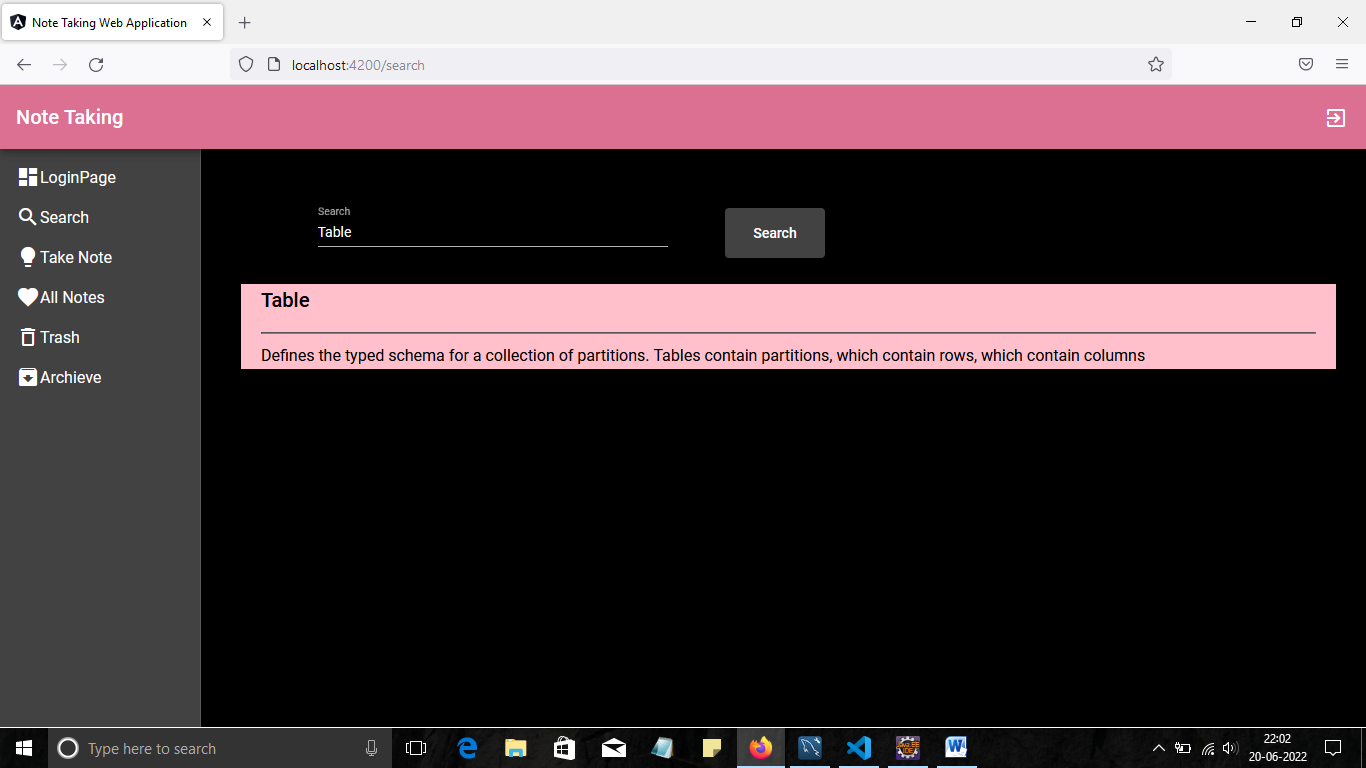 Note Taking Web Application
localhost:4200/search
Note Taking
LoginPage
Search
Take Note
All Notes
Trash
Archieve
Search
Table
Search
Table
Defines the typed schema for a collection of partitions. Tables contain partitions, which contain rows, which contain columns
Type here to search
22:02
20-06-2022